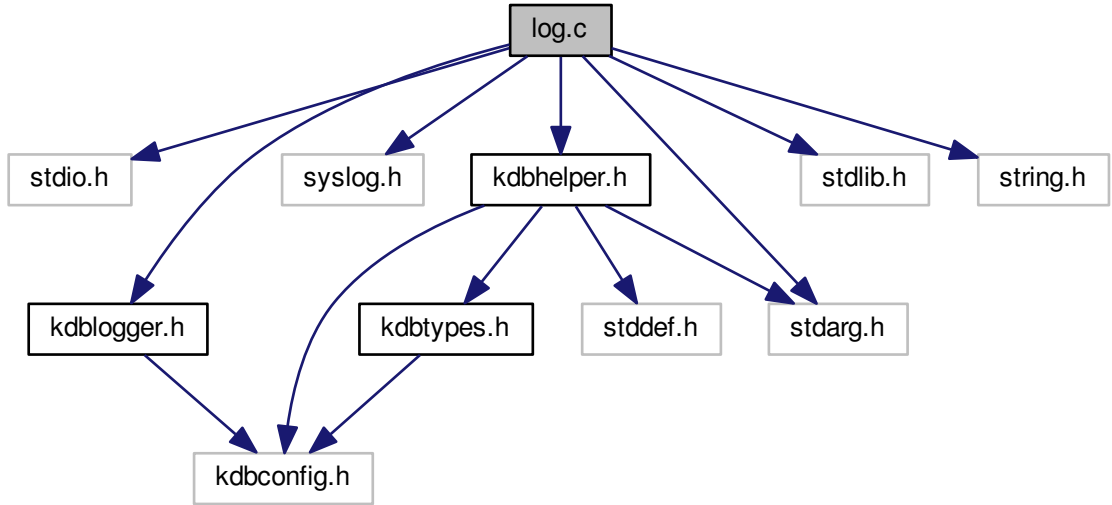 log.c
stdio.h
syslog.h
kdbhelper.h
stdlib.h
string.h
kdblogger.h
kdbtypes.h
stddef.h
stdarg.h
kdbconfig.h